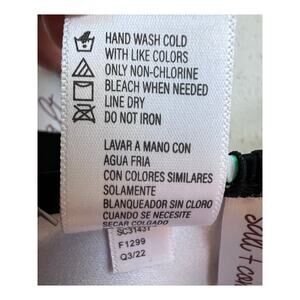 HAND WASH COLD
WITH LIKE COLORS
ONLY NON-CHLORINE
BLEACH WHEN NEEDED
LINE DRY
DO NOT IRON
LAVAR A MANO CON
AGUA FRIA
CON COLORES SIMILARES
SOLAMENTE
BLANQUEADOR SIN CLORO
CUANDO SE NECESITE
SECAR COLGADO
SC31431
F1299
Q3/22